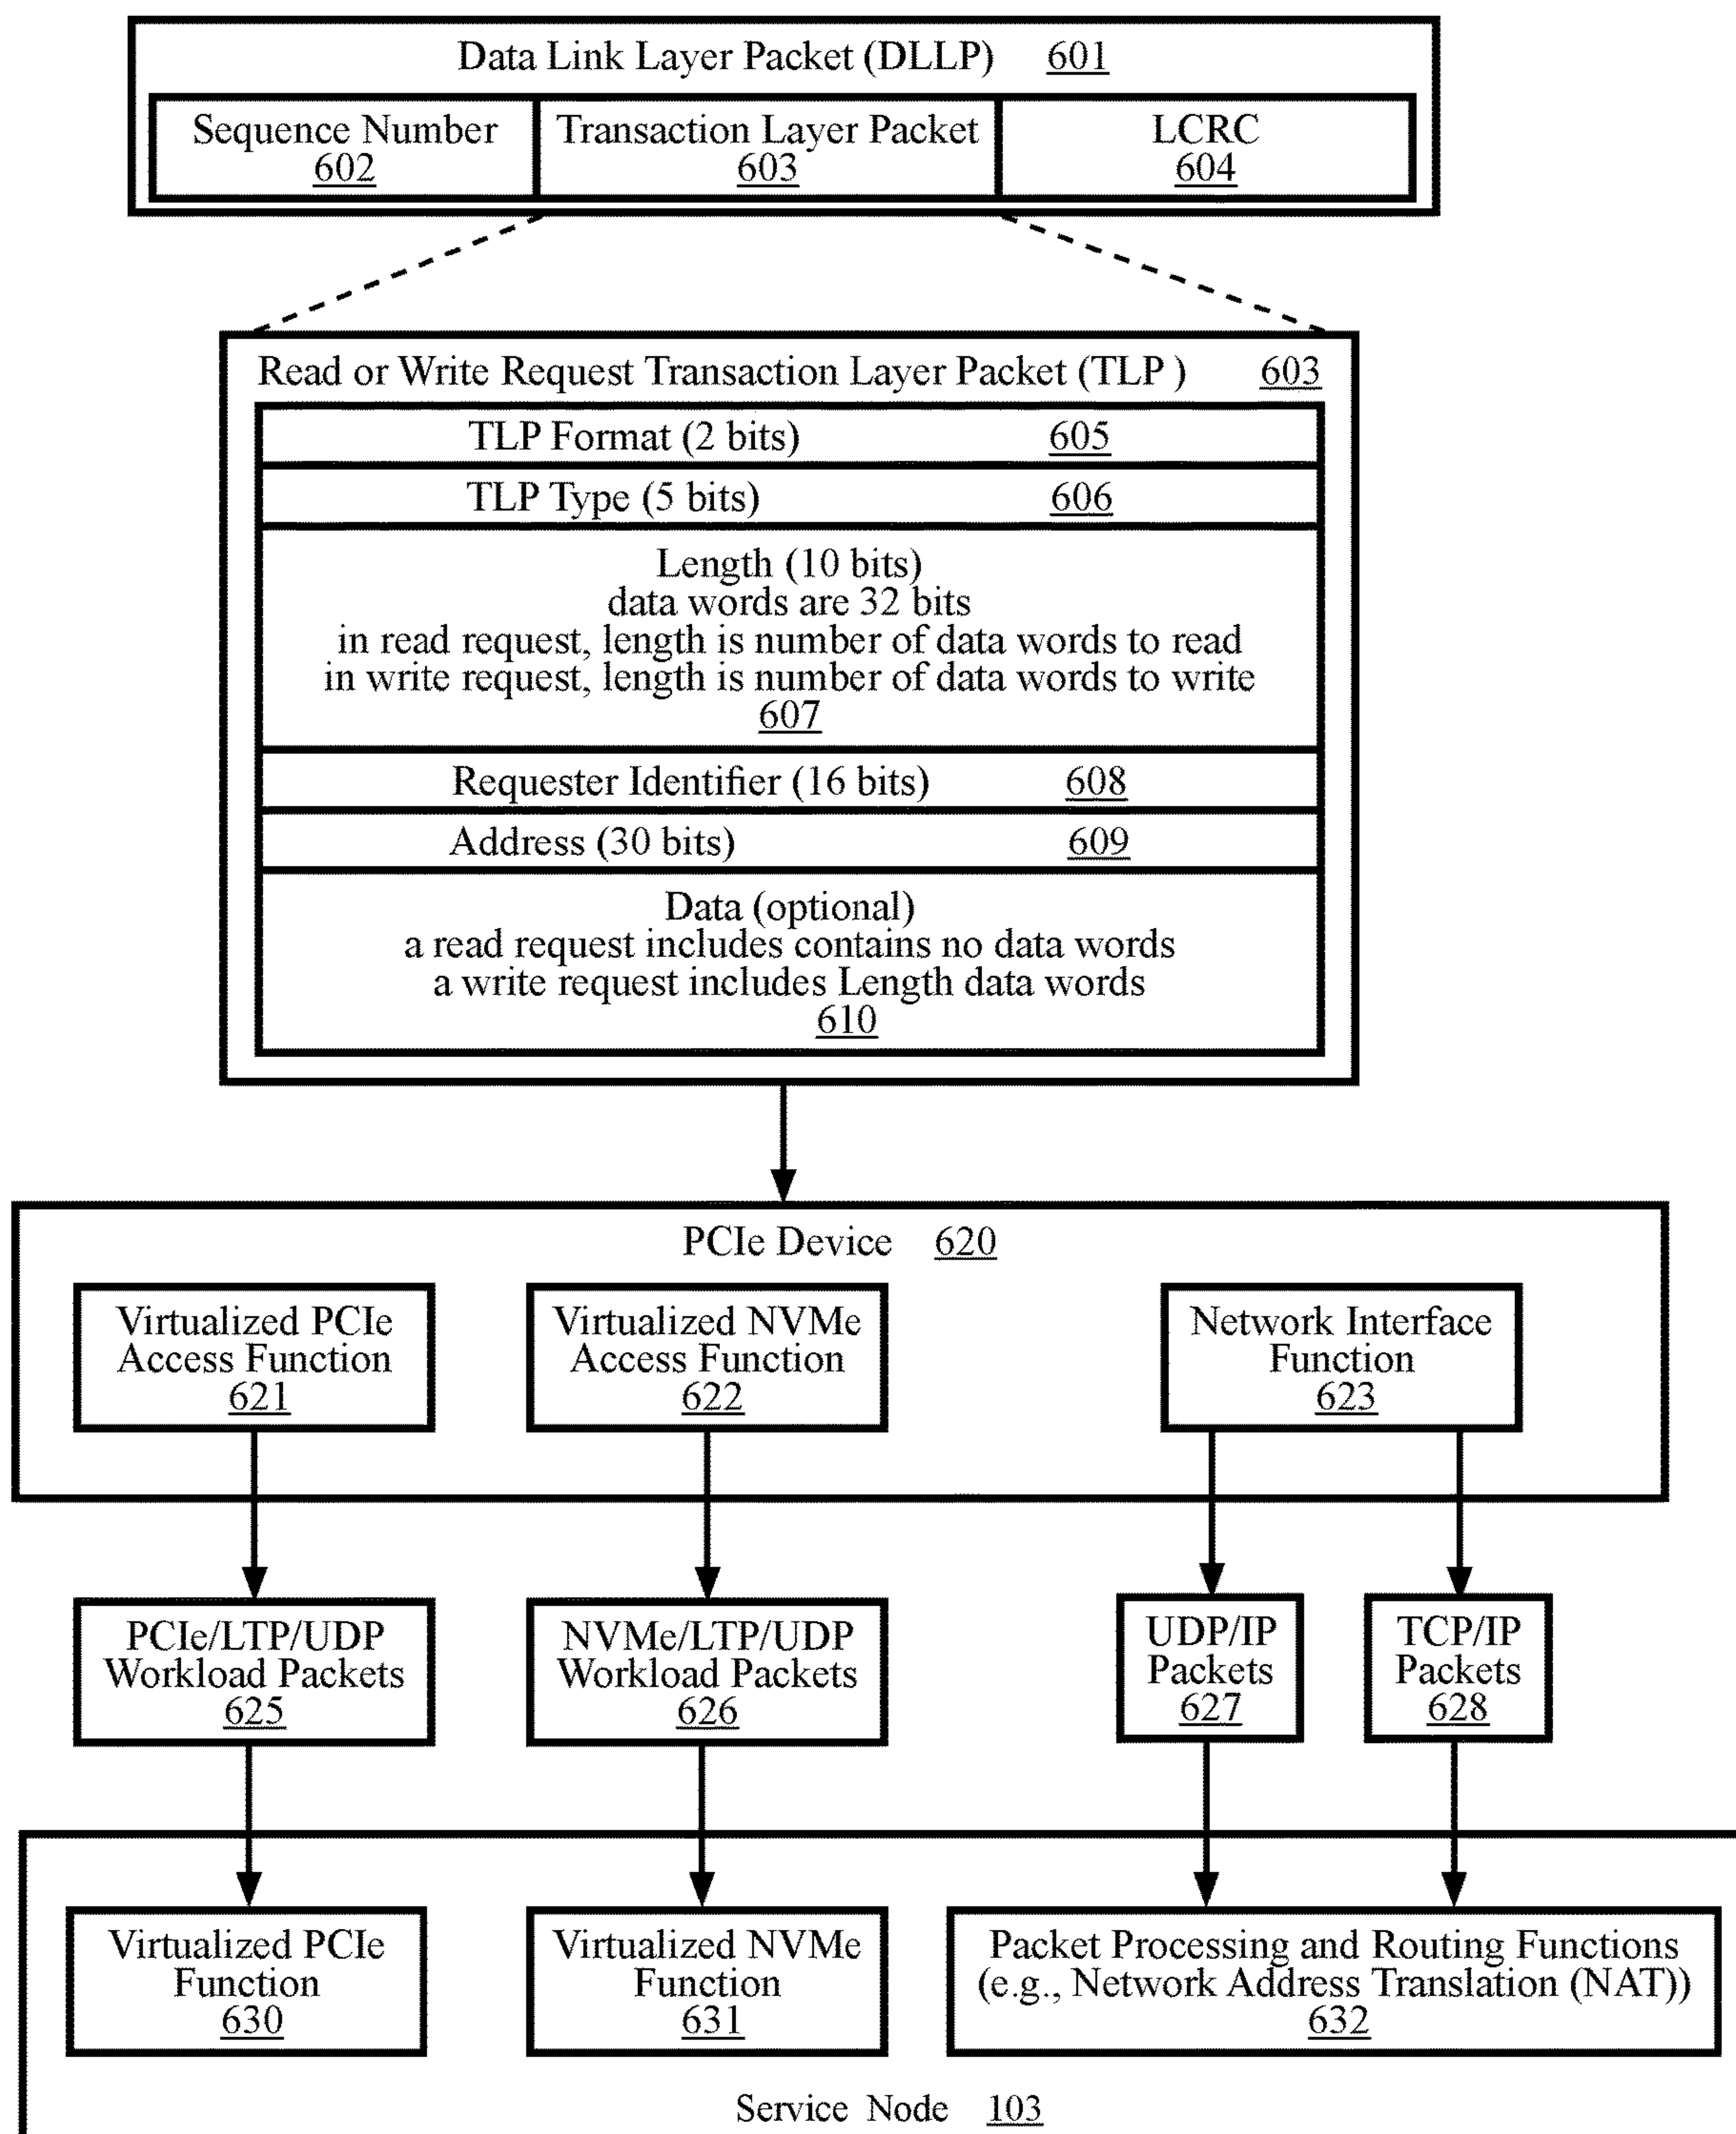 Data Link Layer Packet (DLLP) 601
Sequence Number
602
Transaction Layer Packet
603
LCRC
604
Read or Write Request Transaction Layer Packet (TLP ) 603
TLP Format (2 bits) 605
TLP Type (5 bits) 606
Length (10 bits)
data words are 32 bits
in read request, length is number of data words to read
in write request, length is number of data words to write
607
Requester Identifier (16 bits) 608
Address (30 bits) 609
Data (optional)
a read request includes contains no data words
a write request includes Length data words
610
PCIe Device 620
Virtualized PCIe
Access Function
621
Virtualized NVMe
Access Function
622
Network Interface
Function
623
PCIe/LTP/UDP
Workload Packets
625
NVMe/LTP/UDP
Workload Packets
626
UDP/IP
Packets
627
TCP/IP
Packets
628
Virtualized PCIe
Function
630
Virtualized NVMe
Function
631
Packet Processing and Routing Functions
(e.g., Network Address Translation (NAT))
632
Service Node 103